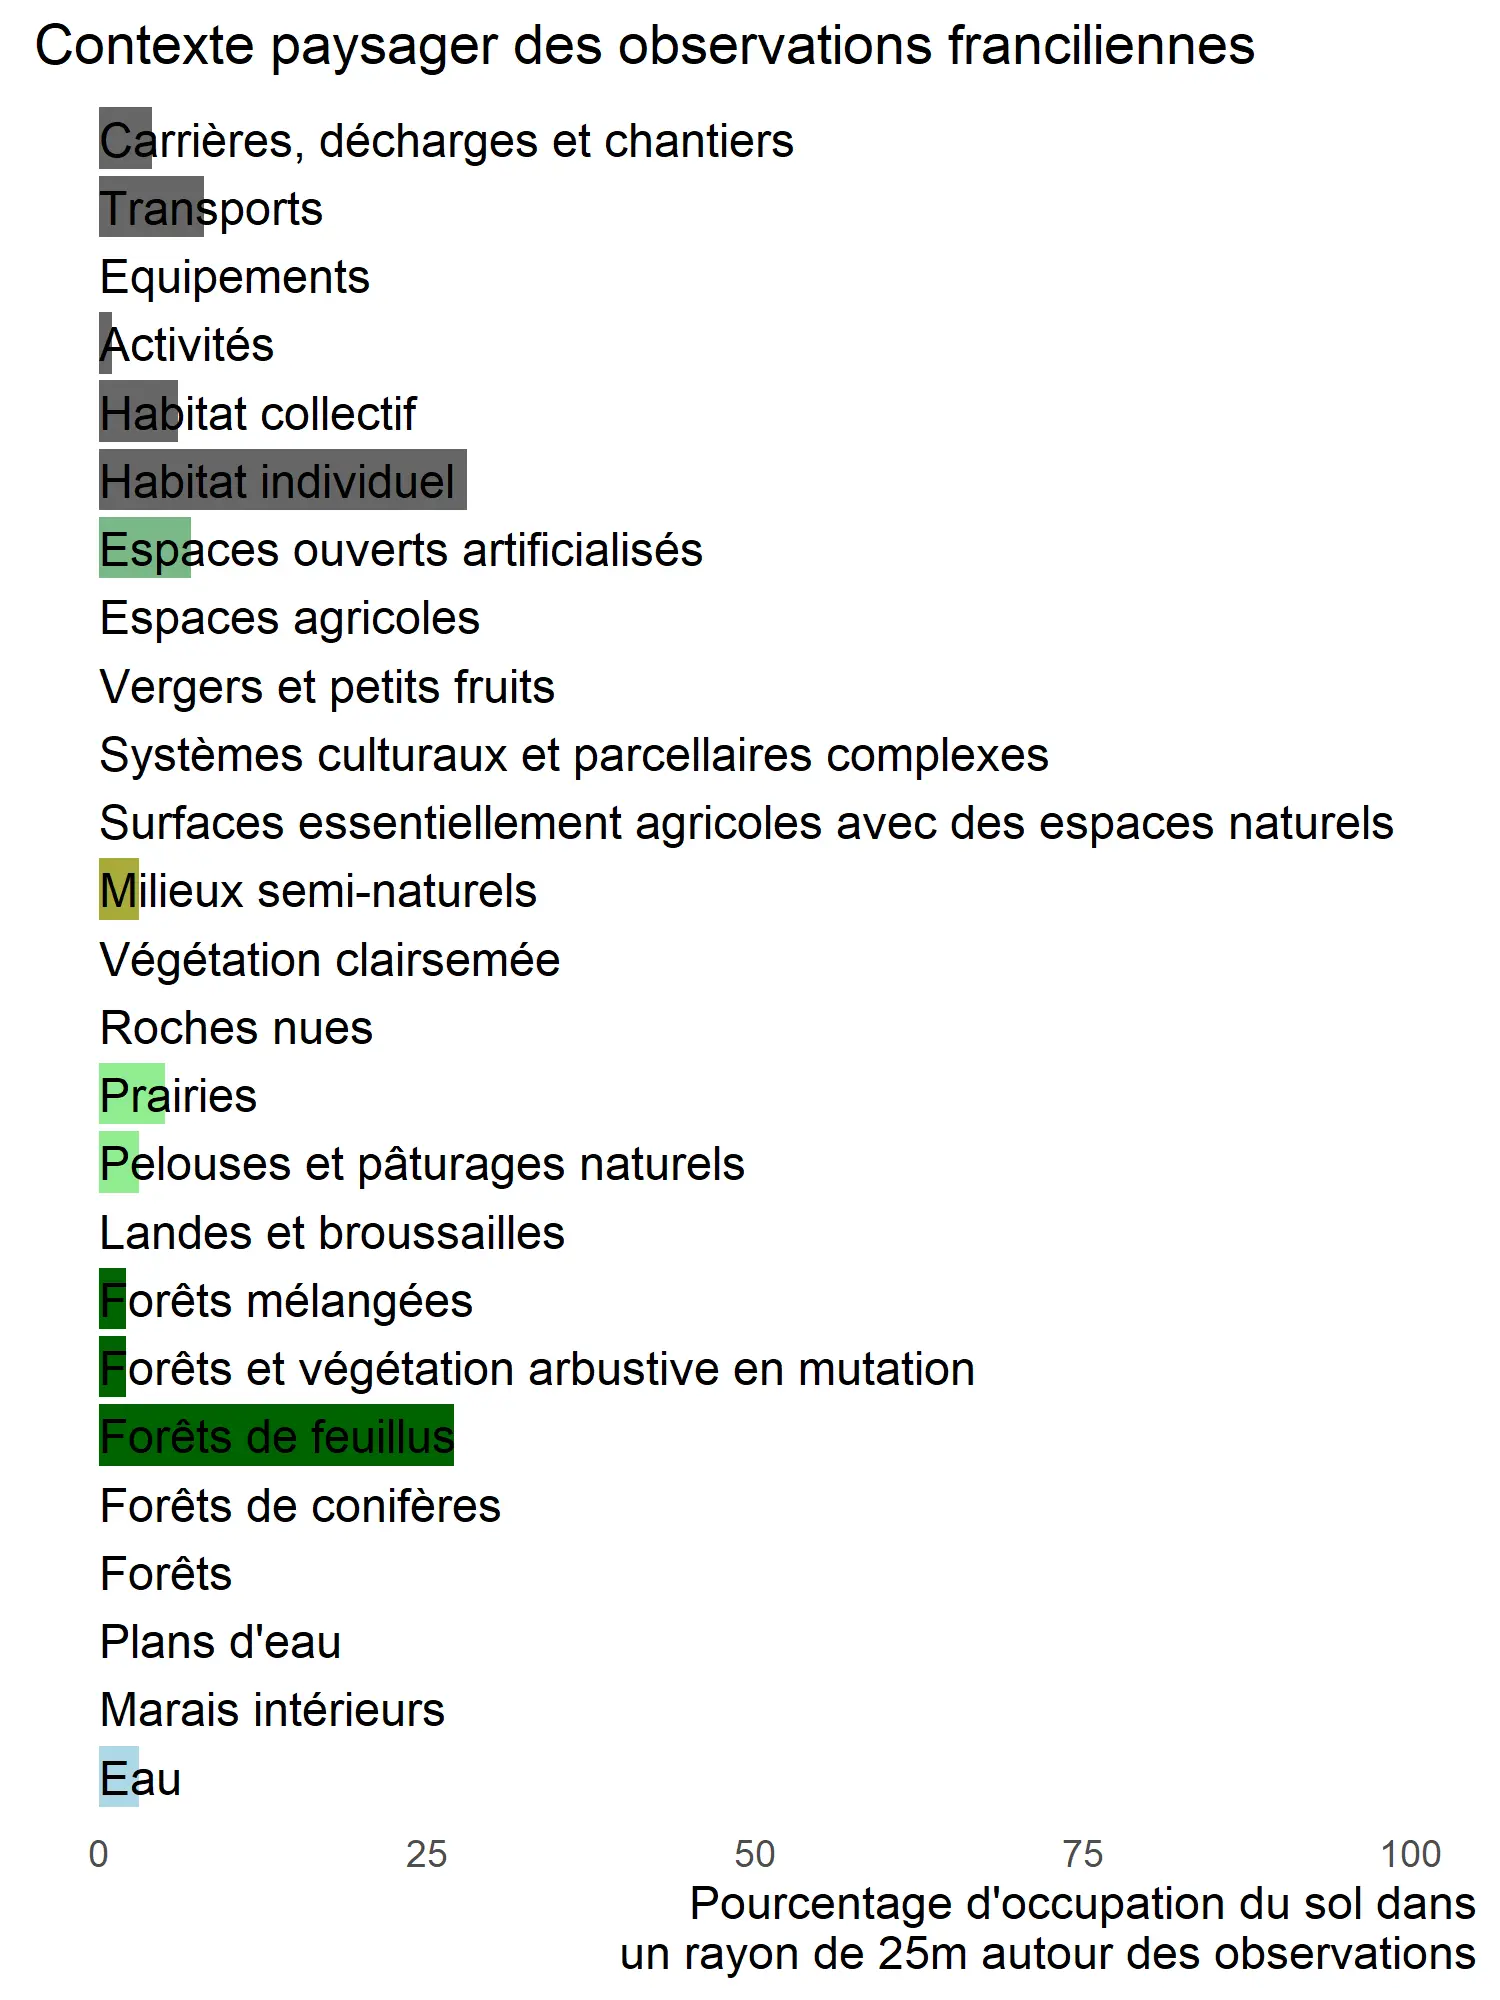 Contexte paysager des observations franciliennes
Carrières, décharges et chantiers
Transports
Equipements
Activités
Habitat collectif
Habitat individuel
Espaces ouverts artificialisés
Espaces agricoles
Vergers et petits fruits
Systèmes culturaux et parcellaires complexes
Surfaces essentiellement agricoles avec des espaces naturels
Milieux semi-naturels
Végétation clairsemée
Roches nues
Prairies
Pelouses et pâturages naturels
Landes et broussailles
Forêts mélangées
Forêts et végétation arbustive en mutation
Forêts de feuillus
Forêts de conifères
Forêts
Plans d'eau
Marais intérieurs
Eau
0 25 50 75 100
Pourcentage d'occupation du sol dans
un rayon de 25m autour des observations